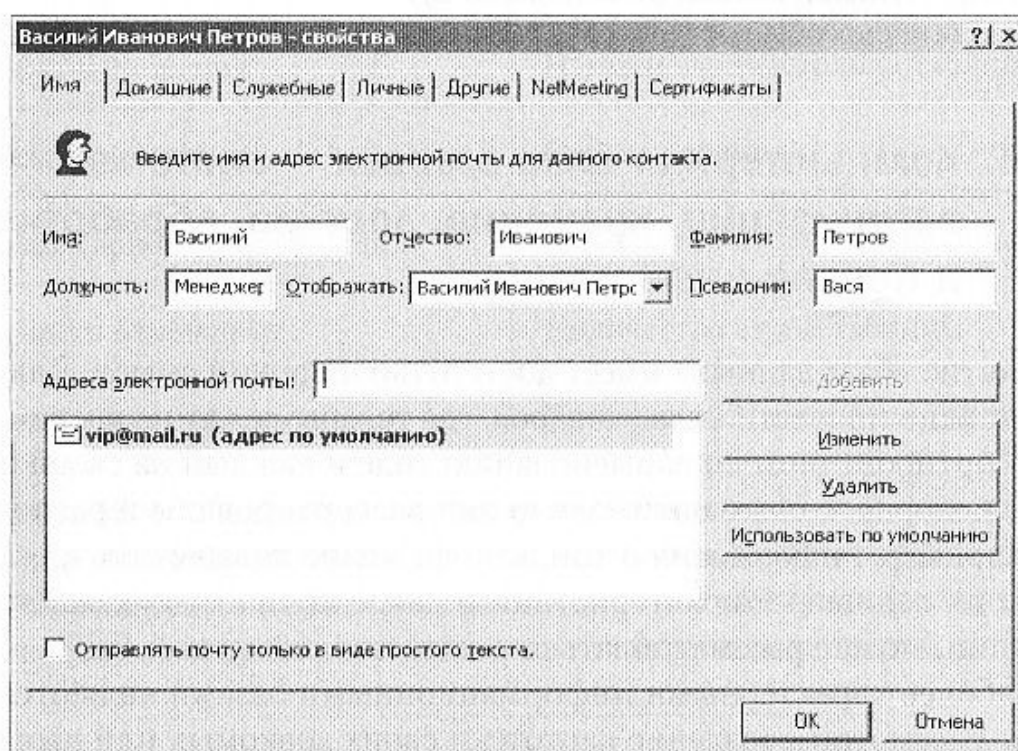 Василий Иванович Петров - свойства
Имя Домашние Служебные Личные Другие NetMeeting Сертификаты
Введите имя и адрес электронной почты для данного контакта.
Имя: Василий Отчество: Иванович Фамилия: Петров
Должность: Менеджер Отображать: Василий Иванович Петрс Псевдоним: Вася
Адреса электронной почты: Добавить
vip@mail.ru (адрес по умолчанию)
Изменить
Удалить
Использовать по умолчанию
Отправлять почту только в виде простого текста.
OK Отмена